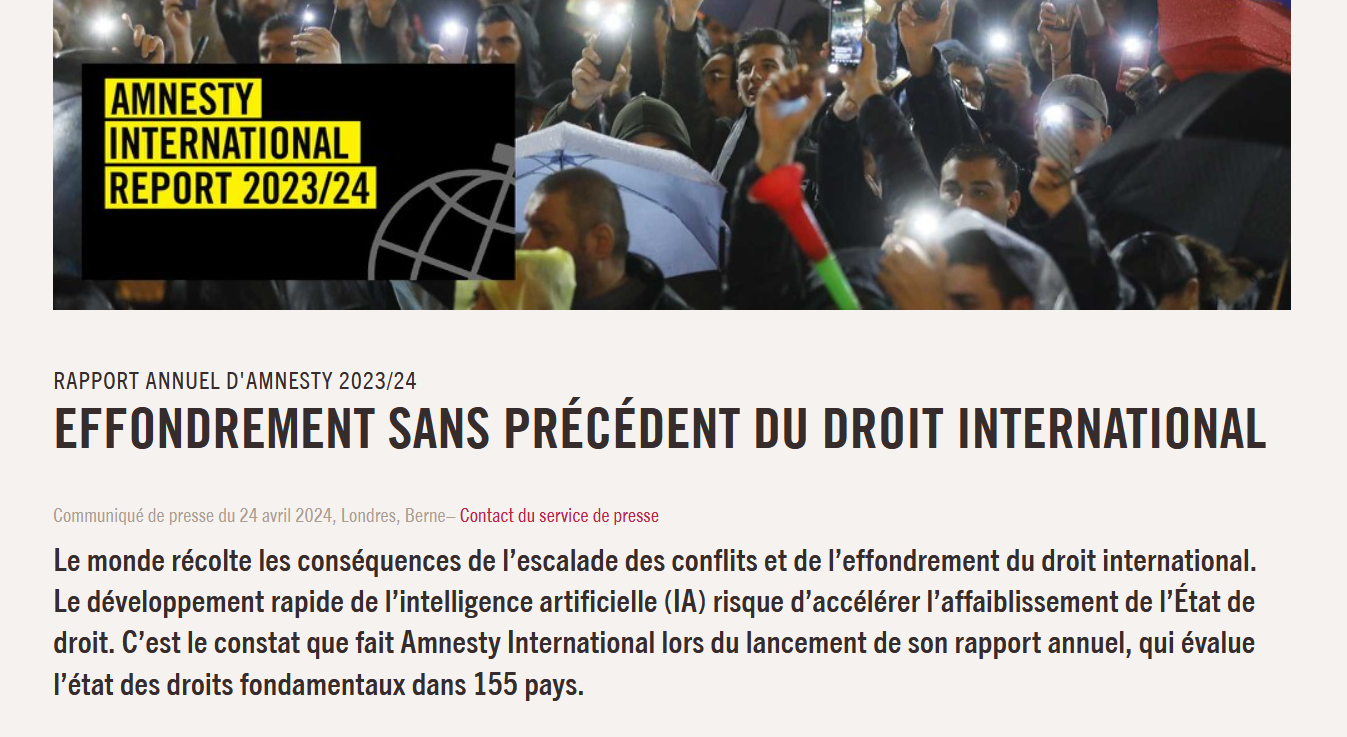 AMNESTY
INTERNATIONAL
REPORT 2023/24
RAPPORT ANNUEL D'AMNESTY 2023/24
EFFONDREMENT SANS PRÉCÉDENT DU DROIT INTERNATIONAL
Communiqué de presse du 24 avril 2024, Londres, Berne– Contact du service de presse
Le monde récolte les conséquences de l’escalade des conflits et de l’effondrement du droit international.
Le développement rapide de l’intelligence artificielle (IA) risque d’accélérer l’affaiblissement de l’État de
droit. C’est le constat que fait Amnesty International lors du lancement de son rapport annuel, qui évalue
l’état des droits fondamentaux dans 155 pays.